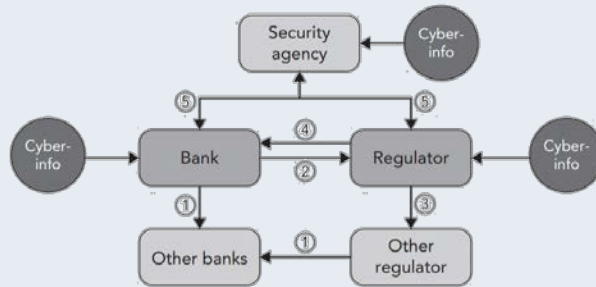 Security
agency
Cyber-
info
⑤
⑤
Cyber-
info
Bank
④
②
Regulator
Cyber-
info
①
③
Other banks
①
Other
regulator